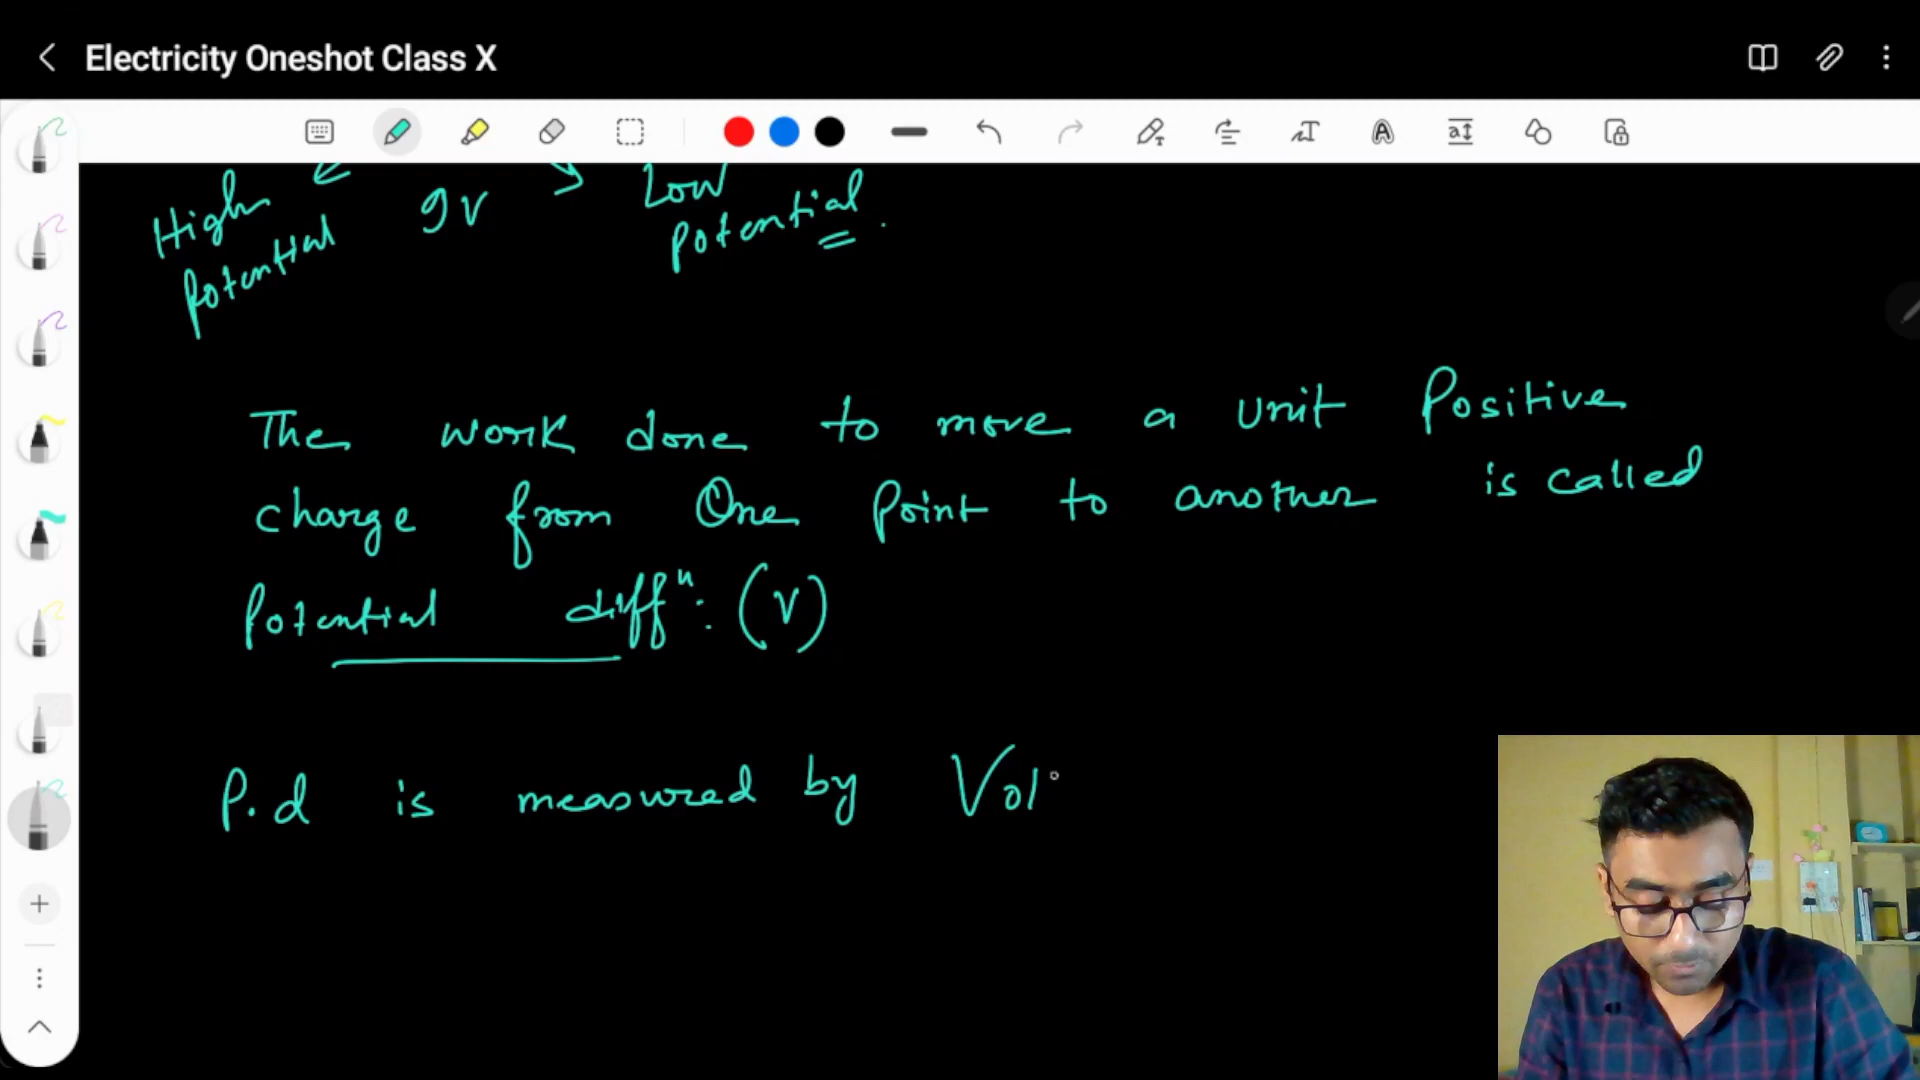 Electricity Oneshot Class X
High 9V Low
potential potential.
The work done to move a unit Positive
charge from One Point to another is called
Potential diffⁿ: (V)
P.d is measured by Vol